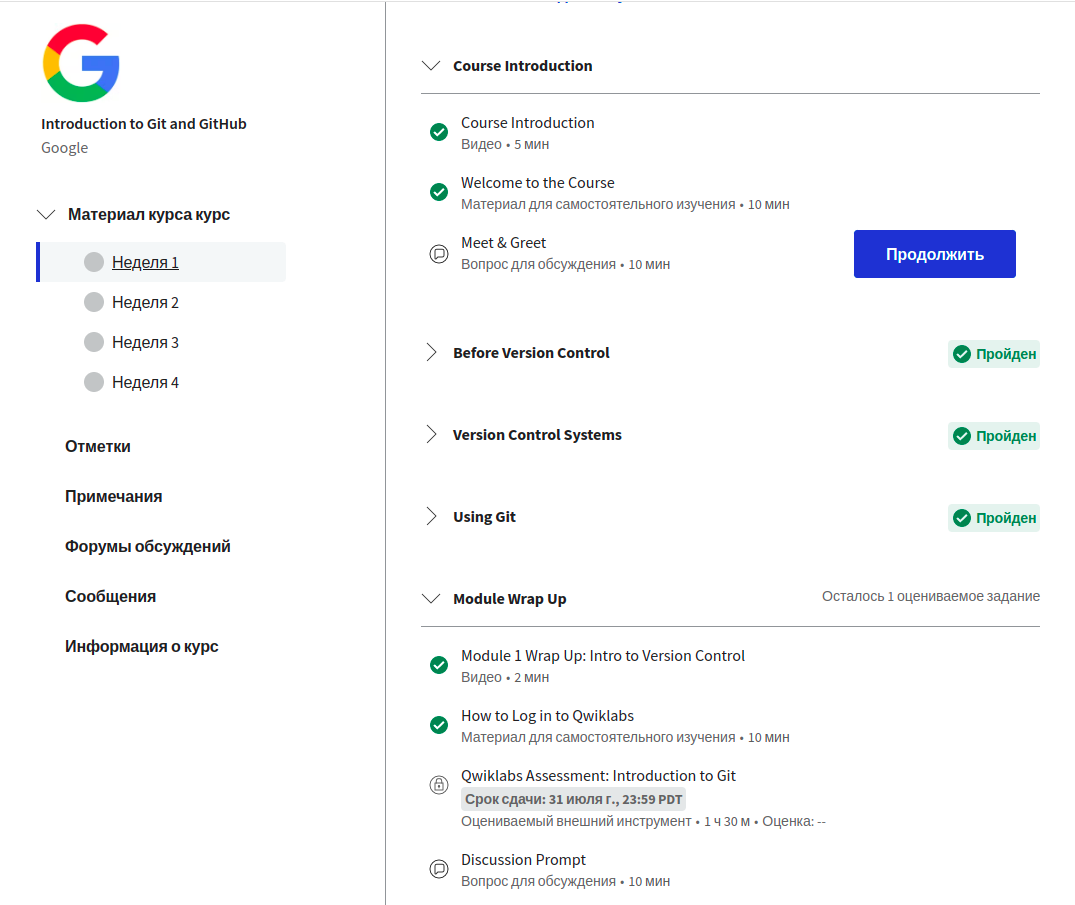 Introduction to Git and GitHub
Google
Материал курса курс
Неделя 1
Неделя 2
Неделя 3
Неделя 4
Отметки
Примечания
Форумы обсуждений
Сообщения
Информация о курс
Course Introduction
Course Introduction
Видео • 5 мин
Welcome to the Course
Материал для самостоятельного изучения • 10 мин
Meet & Greet
Вопрос для обсуждения • 10 мин
Продолжить
Before Version Control
Пройден
Version Control Systems
Пройден
Using Git
Пройден
Module Wrap Up
Осталось 1 оцениваемое задание
Module 1 Wrap Up: Intro to Version Control
Видео • 2 мин
How to Log in to Qwiklabs
Материал для самостоятельного изучения • 10 мин
Qwiklabs Assessment: Introduction to Git
Срок сдачи: 31 июля г., 23:59 PDT
Оцениваемый внешний инструмент • 1 ч 30 м • Оценка: --
Discussion Prompt
Вопрос для обсуждения • 10 мин